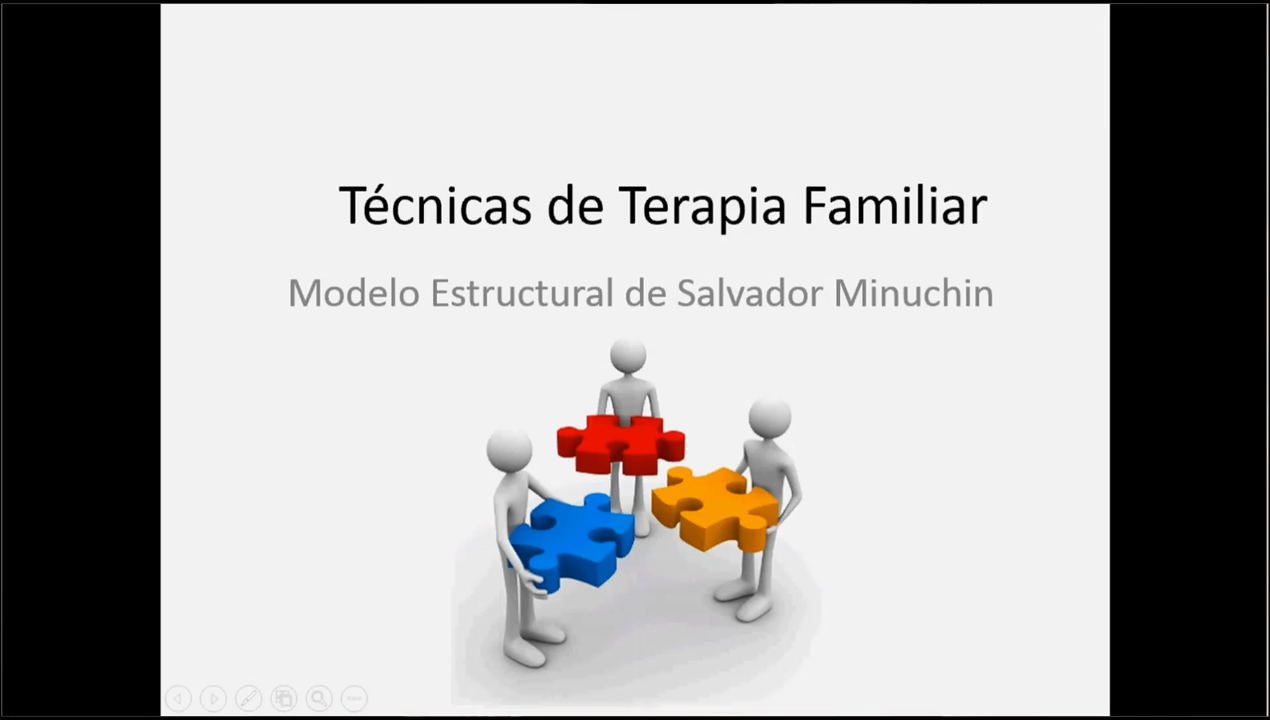 Técnicas de Terapia Familiar
Modelo Estructural de Salvador Minuchin